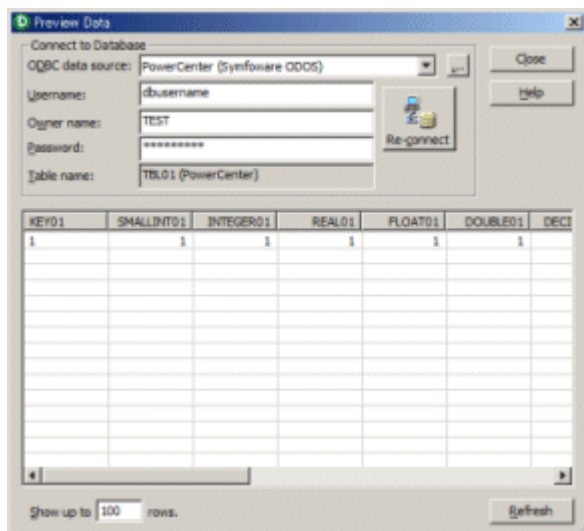 Preview Data
Connect to Database
ODBC data source: PowerCenter (Symfoware ODOS) ... Close
Username: dbusername Help
Owner name: TEST
Password: ********* Re-connect
Table name: TBL01 (PowerCenter)
KEY01 SMALLINT01 INTEGER01 REAL01 FLOAT01 DOUBLE01 DECI
1 1 1 1 1 1
Show up to 100 rows. Refresh